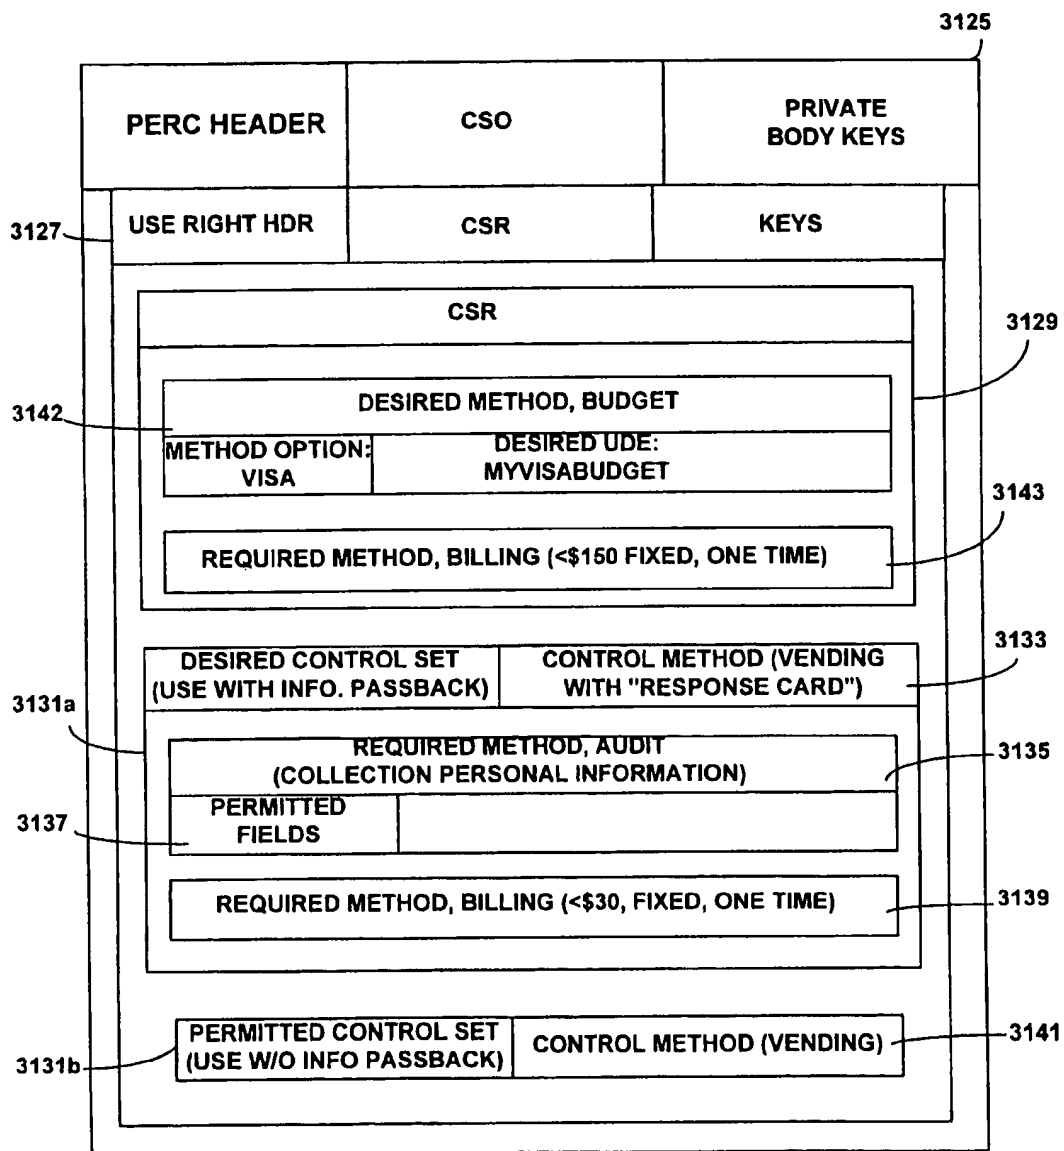 3125
PERC HEADER
CSO
PRIVATE
BODY KEYS
3127
USE RIGHT HDR
CSR
KEYS
CSR
3129
3142
DESIRED METHOD, BUDGET
METHOD OPTION:
VISA
DESIRED UDE:
MYVISABUDGET
3143
REQUIRED METHOD, BILLING (<$150 FIXED, ONE TIME)
DESIRED CONTROL SET
(USE WITH INFO. PASSBACK)
CONTROL METHOD (VENDING
WITH "RESPONSE CARD")
3133
3131a
REQUIRED METHOD, AUDIT
(COLLECTION PERSONAL INFORMATION)
3135
3137
PERMITTED
FIELDS
REQUIRED METHOD, BILLING (<$30, FIXED, ONE TIME)
3139
PERMITTED CONTROL SET
(USE W/O INFO PASSBACK)
CONTROL METHOD (VENDING)
3141
3131b